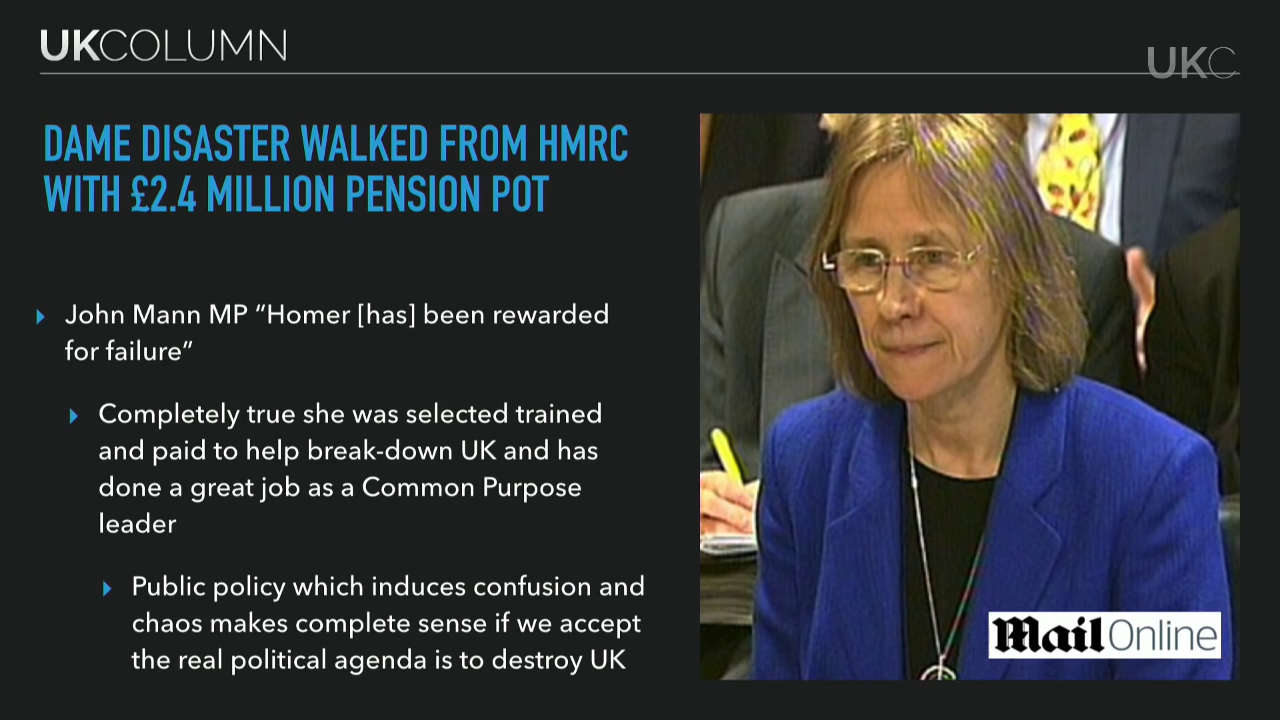 UKCOLUMN
UKC
DAME DISASTER WALKED FROM HMRC
WITH £2.4 MILLION PENSION POT
John Mann MP “Homer [has] been rewarded
for failure”
Completely true she was selected trained
and paid to help break-down UK and has
done a great job as a Common Purpose
leader
Public policy which induces confusion and
chaos makes complete sense if we accept
the real political agenda is to destroy UK
Mail Online